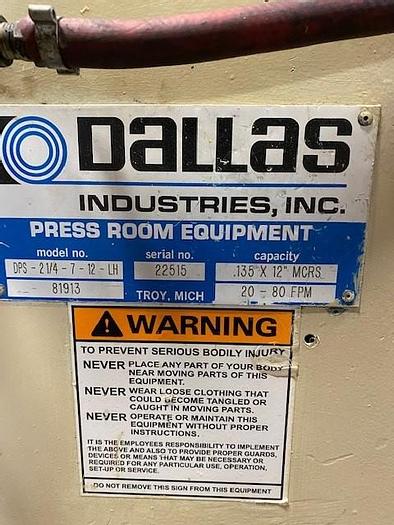 Dallas
INDUSTRIES, INC.
PRESS ROOM EQUIPMENT
model no. serial no. capacity
DPS - 21/4 - 7 - 12 - LH 22515 .135 X 12" MCRS
81913 TROY, MICH 20 - 80 FPM
WARNING
TO PREVENT SERIOUS BODILY INJURY
NEVER PLACE ANY PART OF YOUR BODY
NEAR MOVING PARTS OF THIS
EQUIPMENT.
NEVER WEAR LOOSE CLOTHING THAT
COULD BECOME TANGLED OR
CAUGHT IN MOVING PARTS.
NEVER OPERATE OR MAINTAIN THIS
EQUIPMENT WITHOUT PROPER
INSTRUCTIONS.
IT IS THE EMPLOYEES RESPONSIBILITY TO IMPLEMENT
THE ABOVE AND ALSO TO PROVIDE PROPER GUARDS,
DEVICES OR MEANS THAT MAY BE NECESSARY OR
REQUIRED FOR ANY PARTICULAR USE, OPERATION,
SET-UP OR SERVICE.
DO NOT REMOVE THIS SIGN FROM THIS EQUIPMENT